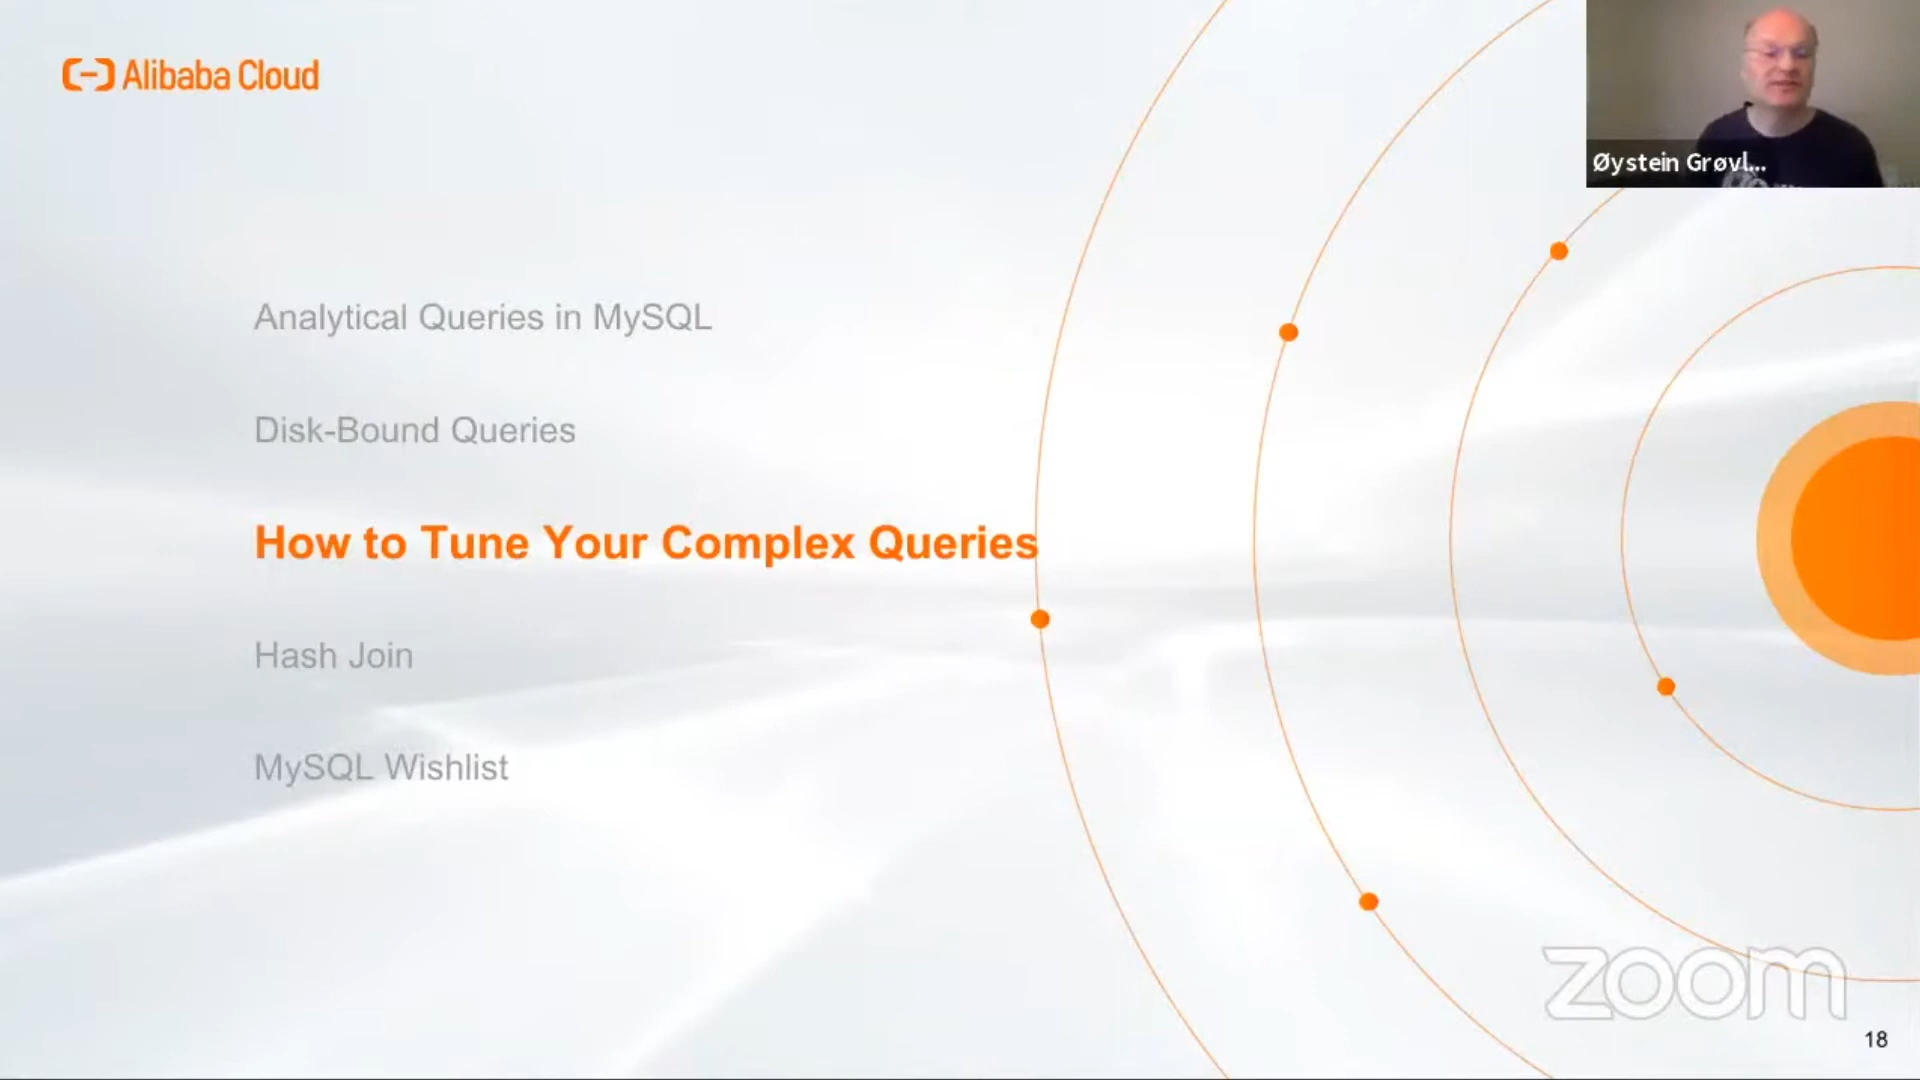 Alibaba Cloud
Øystein Grøvl...
Analytical Queries in MySQL
Disk-Bound Queries
How to Tune Your Complex Queries
Hash Join
MySQL Wishlist
zoom
18